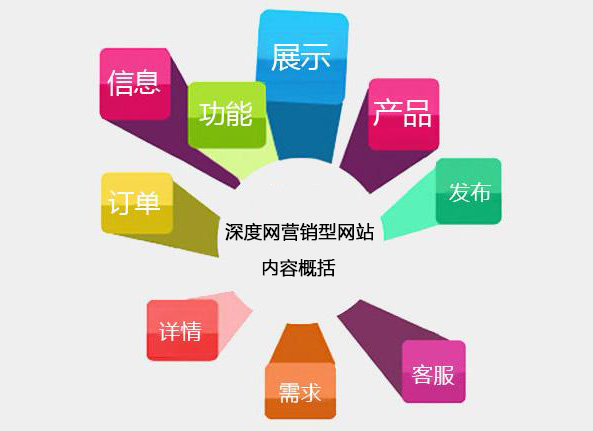 展示
信息
功能
产品
订单
发布
深度网营销型网站
内容概括
详情
客服
需求